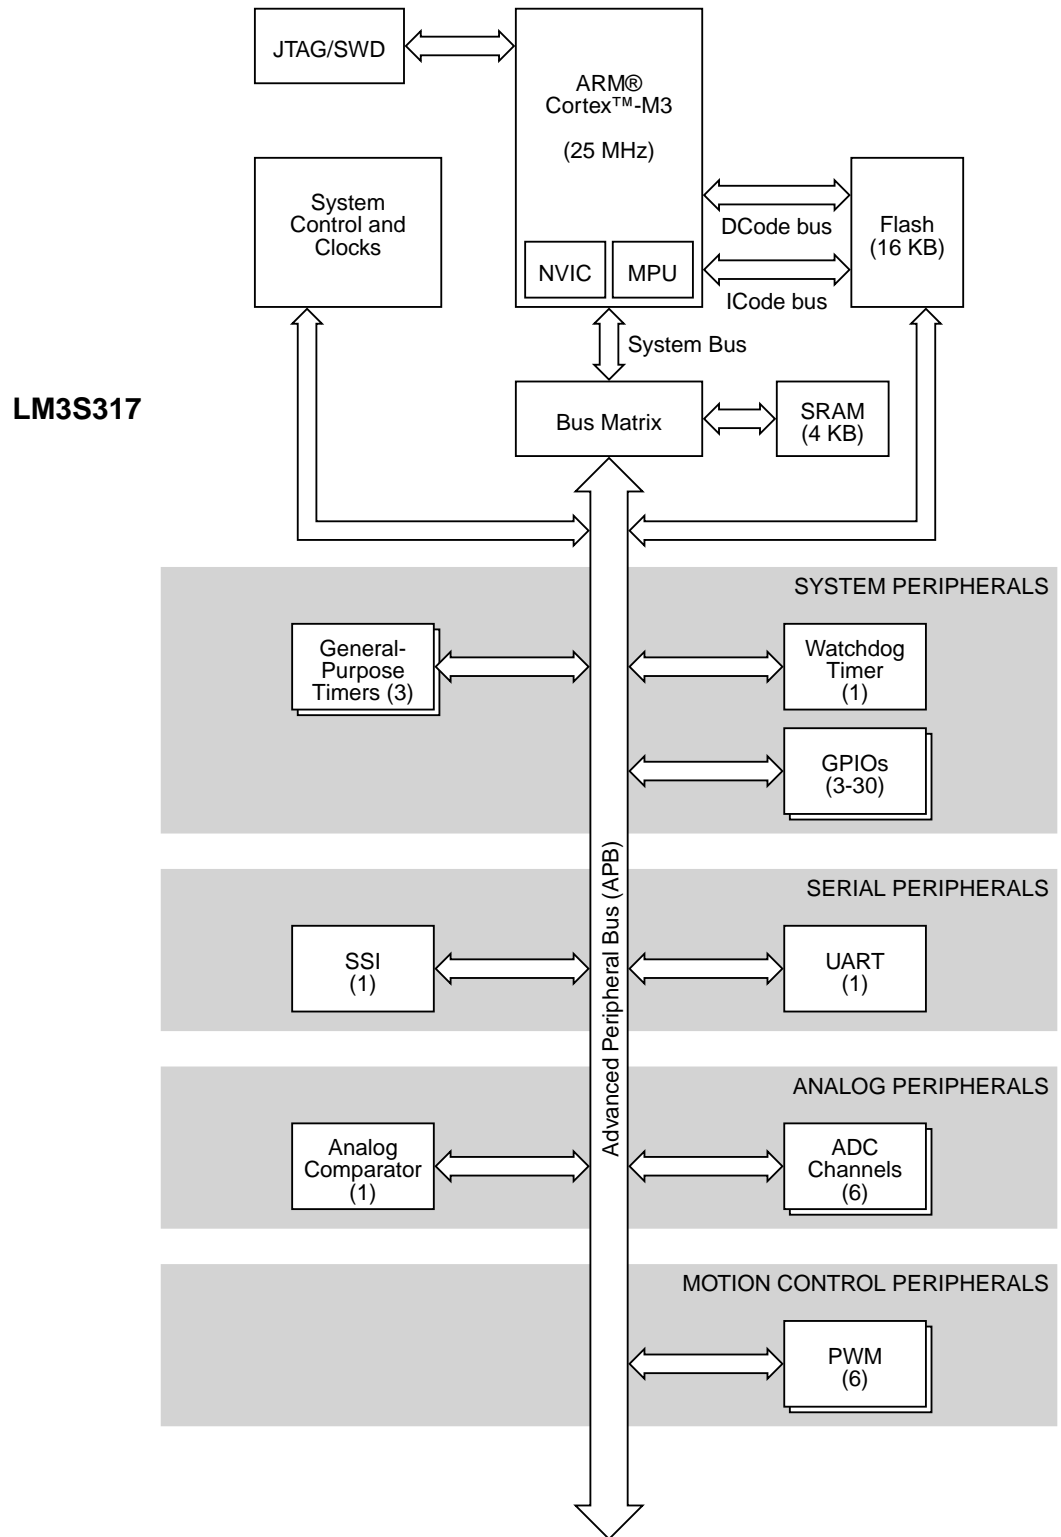 JTAG/SWD
ARM®
Cortex™-M3
(25 MHz)
System
Control and
Clocks
DCode bus
Flash
(16 KB)
NVIC
MPU
ICode bus
System Bus
LM3S317
Bus Matrix
SRAM
(4 KB)
SYSTEM PERIPHERALS
General-
Purpose
Timers (3)
Watchdog
Timer
(1)
GPIOs
(3-30)
Advanced Peripheral Bus (APB)
SERIAL PERIPHERALS
SSI
(1)
UART
(1)
ANALOG PERIPHERALS
Analog
Comparator
(1)
ADC
Channels
(6)
MOTION CONTROL PERIPHERALS
PWM
(6)